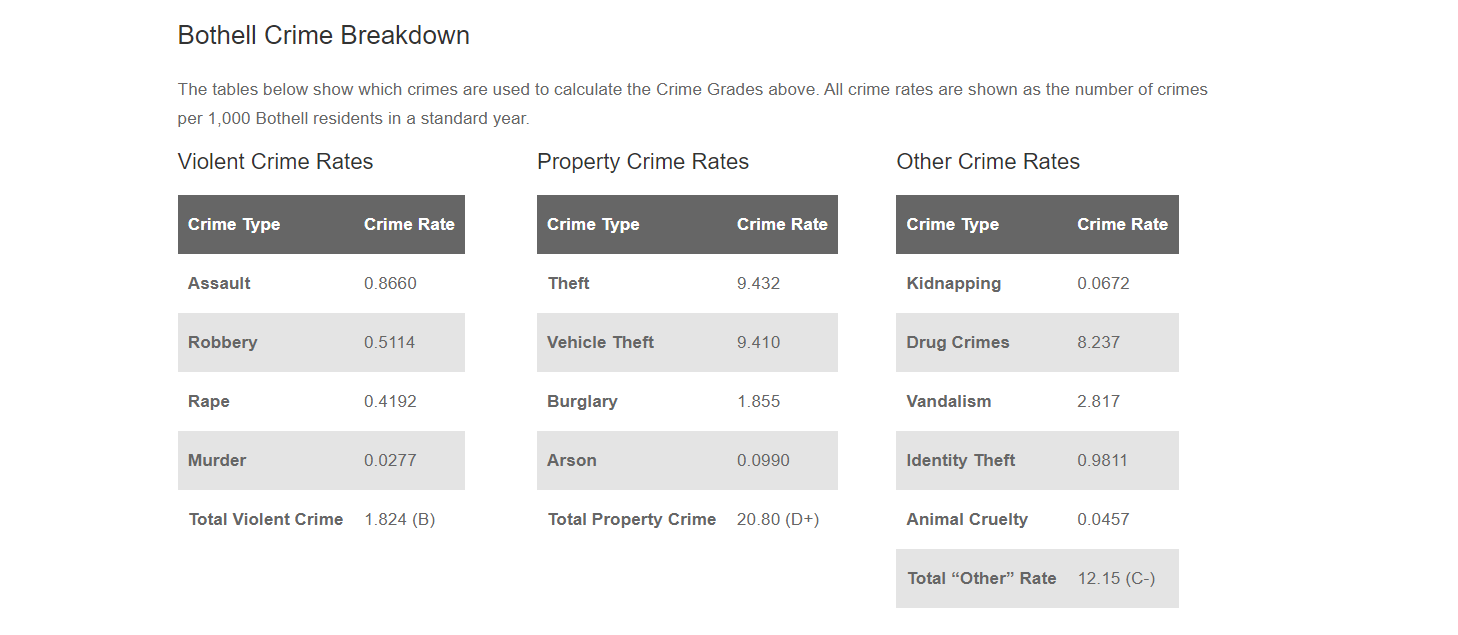 Bothell Crime Breakdown
The tables below show which crimes are used to calculate the Crime Grades above. All crime rates are shown as the number of crimes
per 1,000 Bothell residents in a standard year.
Violent Crime Rates
Crime Type Crime Rate
Assault 0.8660
Robbery 0.5114
Rape 0.4192
Murder 0.0277
Total Violent Crime 1.824 (B)
Property Crime Rates
Crime Type Crime Rate
Theft 9.432
Vehicle Theft 9.410
Burglary 1.855
Arson 0.0990
Total Property Crime 20.80 (D+)
Other Crime Rates
Crime Type Crime Rate
Kidnapping 0.0672
Drug Crimes 8.237
Vandalism 2.817
Identity Theft 0.9811
Animal Cruelty 0.0457
Total “Other” Rate 12.15 (C-)